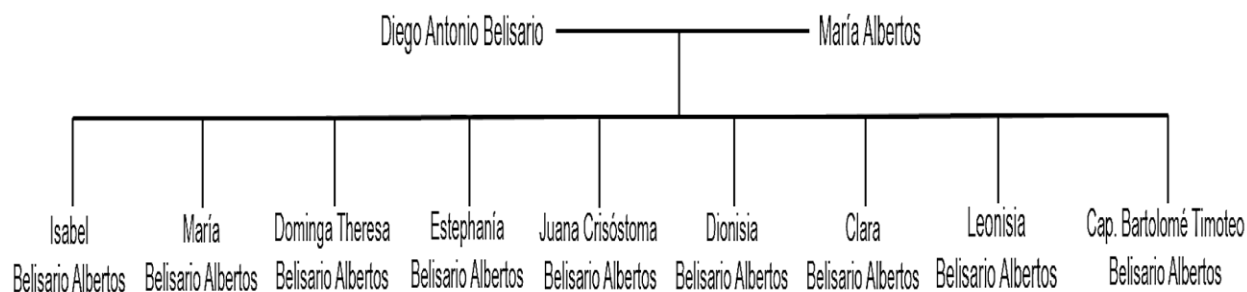 Diego Antonio Belisario María Albertos
Isabel María Dominga Theresa Estephanía Juana Crisóstoma Dionisia Clara Leonisia Cap. Bartolomé Timoteo
Belisario Albertos Belisario Albertos Belisario Albertos Belisario Albertos Belisario Albertos Belisario Albertos Belisario Albertos Belisario Albertos Belisario Albertos